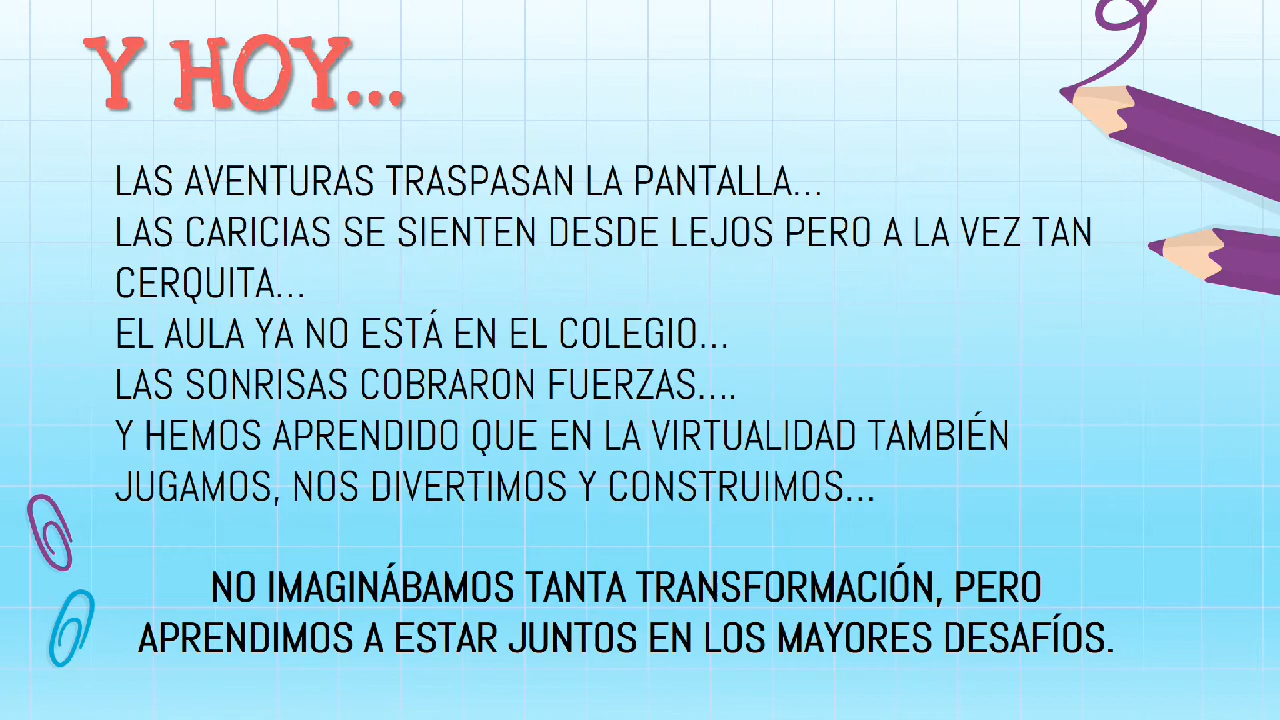 Y HOY...
LAS AVENTURAS TRASPASAN LA PANTALLA...
LAS CARICIAS SE SIENTEN DESDE LEJOS PERO A LA VEZ TAN
CERQUITA...
EL AULA YA NO ESTÁ EN EL COLEGIO...
LAS SONRISAS COBRARON FUERZAS....
Y HEMOS APRENDIDO QUE EN LA VIRTUALIDAD TAMBIÉN
JUGAMOS, NOS DIVERTIMOS Y CONSTRUIMOS...
NO IMAGINÁBAMOS TANTA TRANSFORMACIÓN, PERO
APRENDIMOS A ESTAR JUNTOS EN LOS MAYORES DESAFÍOS.